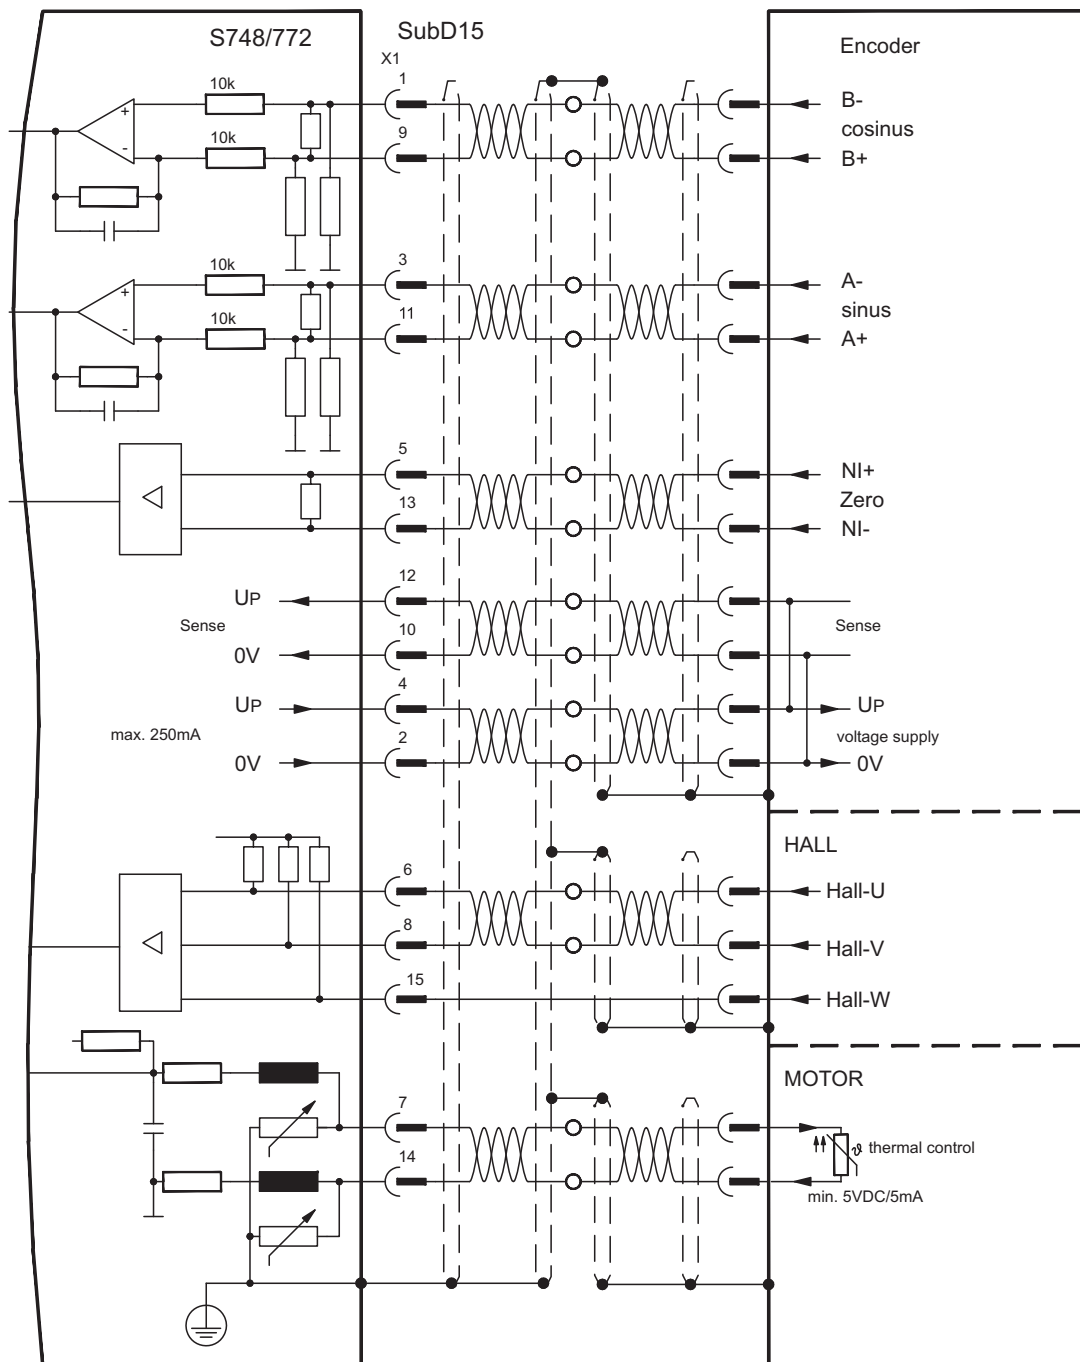 S748/772
SubD15
Encoder
X1
1
10k
B-
cosinus
9
10k
B+
3
10k
A-
sinus
11
10k
A+
5
NI+
Zero
13
NI-
12
UP
Sense
Sense
10
0V
4
UP
UP
max. 250mA
voltage supply
2
0V
0V
HALL
6
Hall-U
8
Hall-V
15
Hall-W
MOTOR
7
ϑ thermal control
14
min. 5VDC/5mA
+
-
+
-